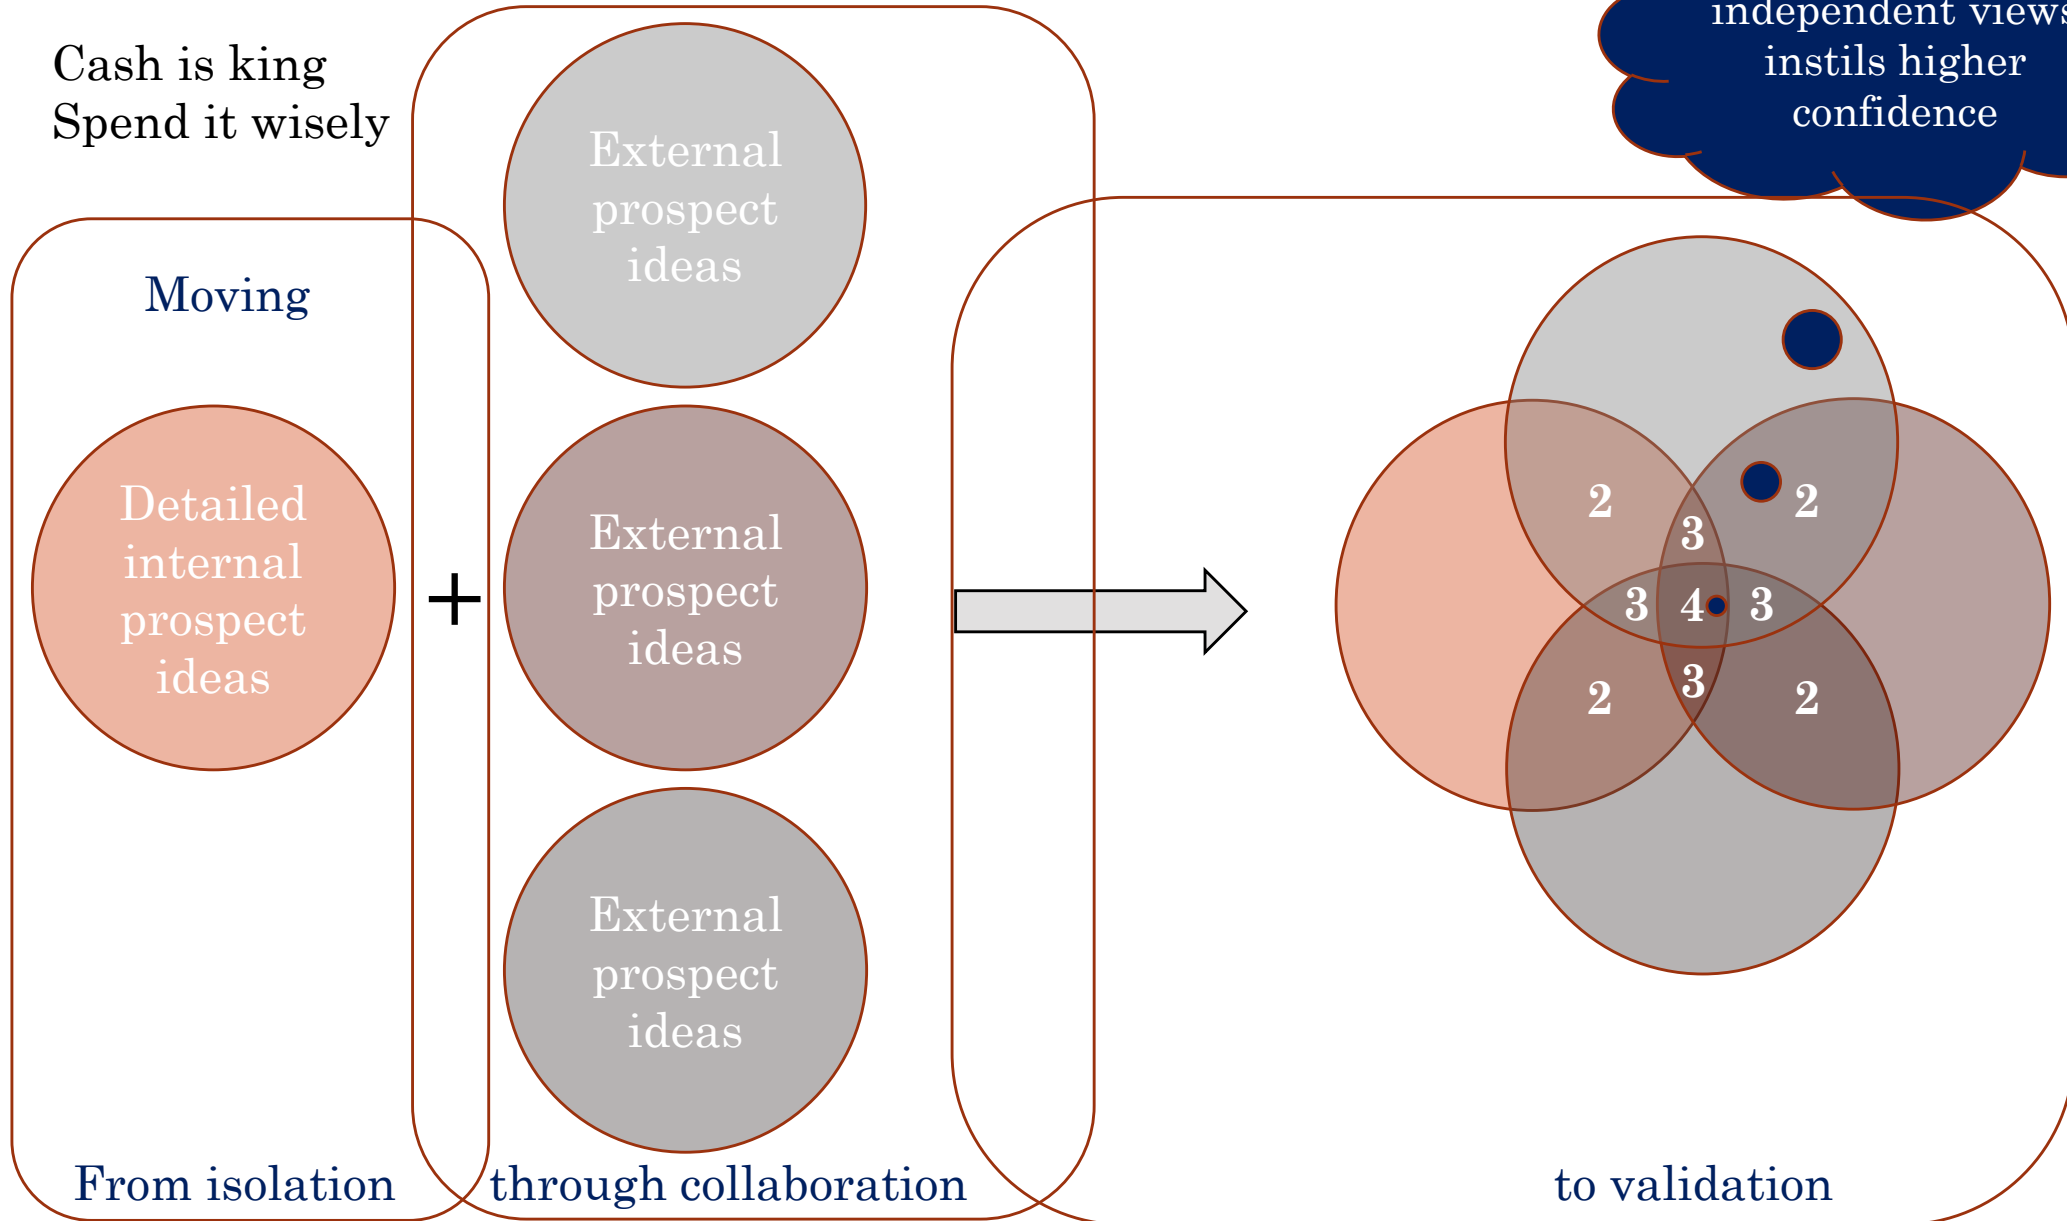 Cash is king
Spend it wisely
independent views
instils higher
confidence
Moving
Detailed
internal
prospect
ideas
+
External
prospect
ideas
External
prospect
ideas
External
prospect
ideas
2
2
3
3
4
3
3
2
2
From isolation
through collaboration
to validation